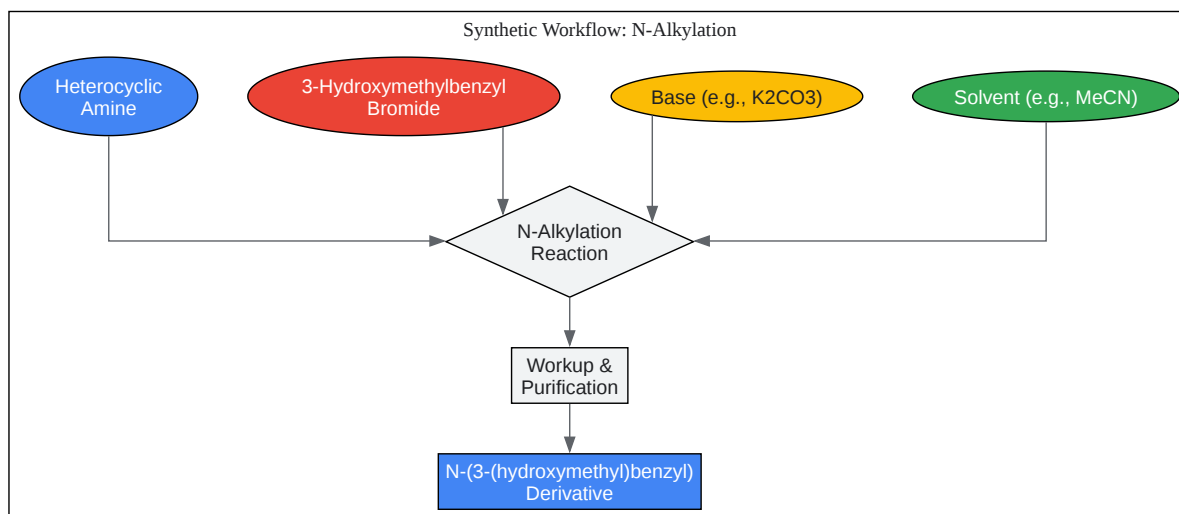 Synthetic Workflow: N-Alkylation
Heterocyclic
Amine
3-Hydroxymethylbenzyl
Bromide
Base (e.g., K2CO3)
Solvent (e.g., MeCN)
N-Alkylation
Reaction
Workup &
Purification
N-(3-(hydroxymethyl)benzyl)
Derivative